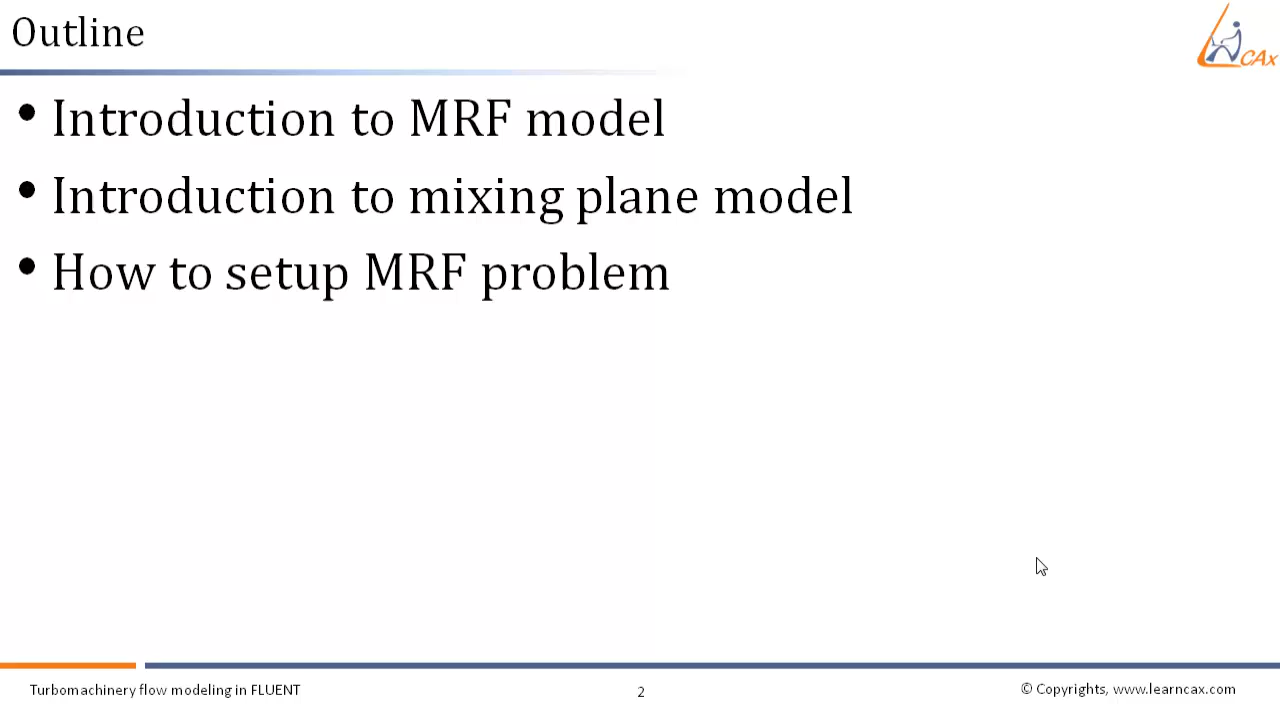 Outline
CAx
• Introduction to MRF model
• Introduction to mixing plane model
• How to setup MRF problem
Turbomachinery flow modeling in FLUENT
2
© Copyrights, www.learncax.com